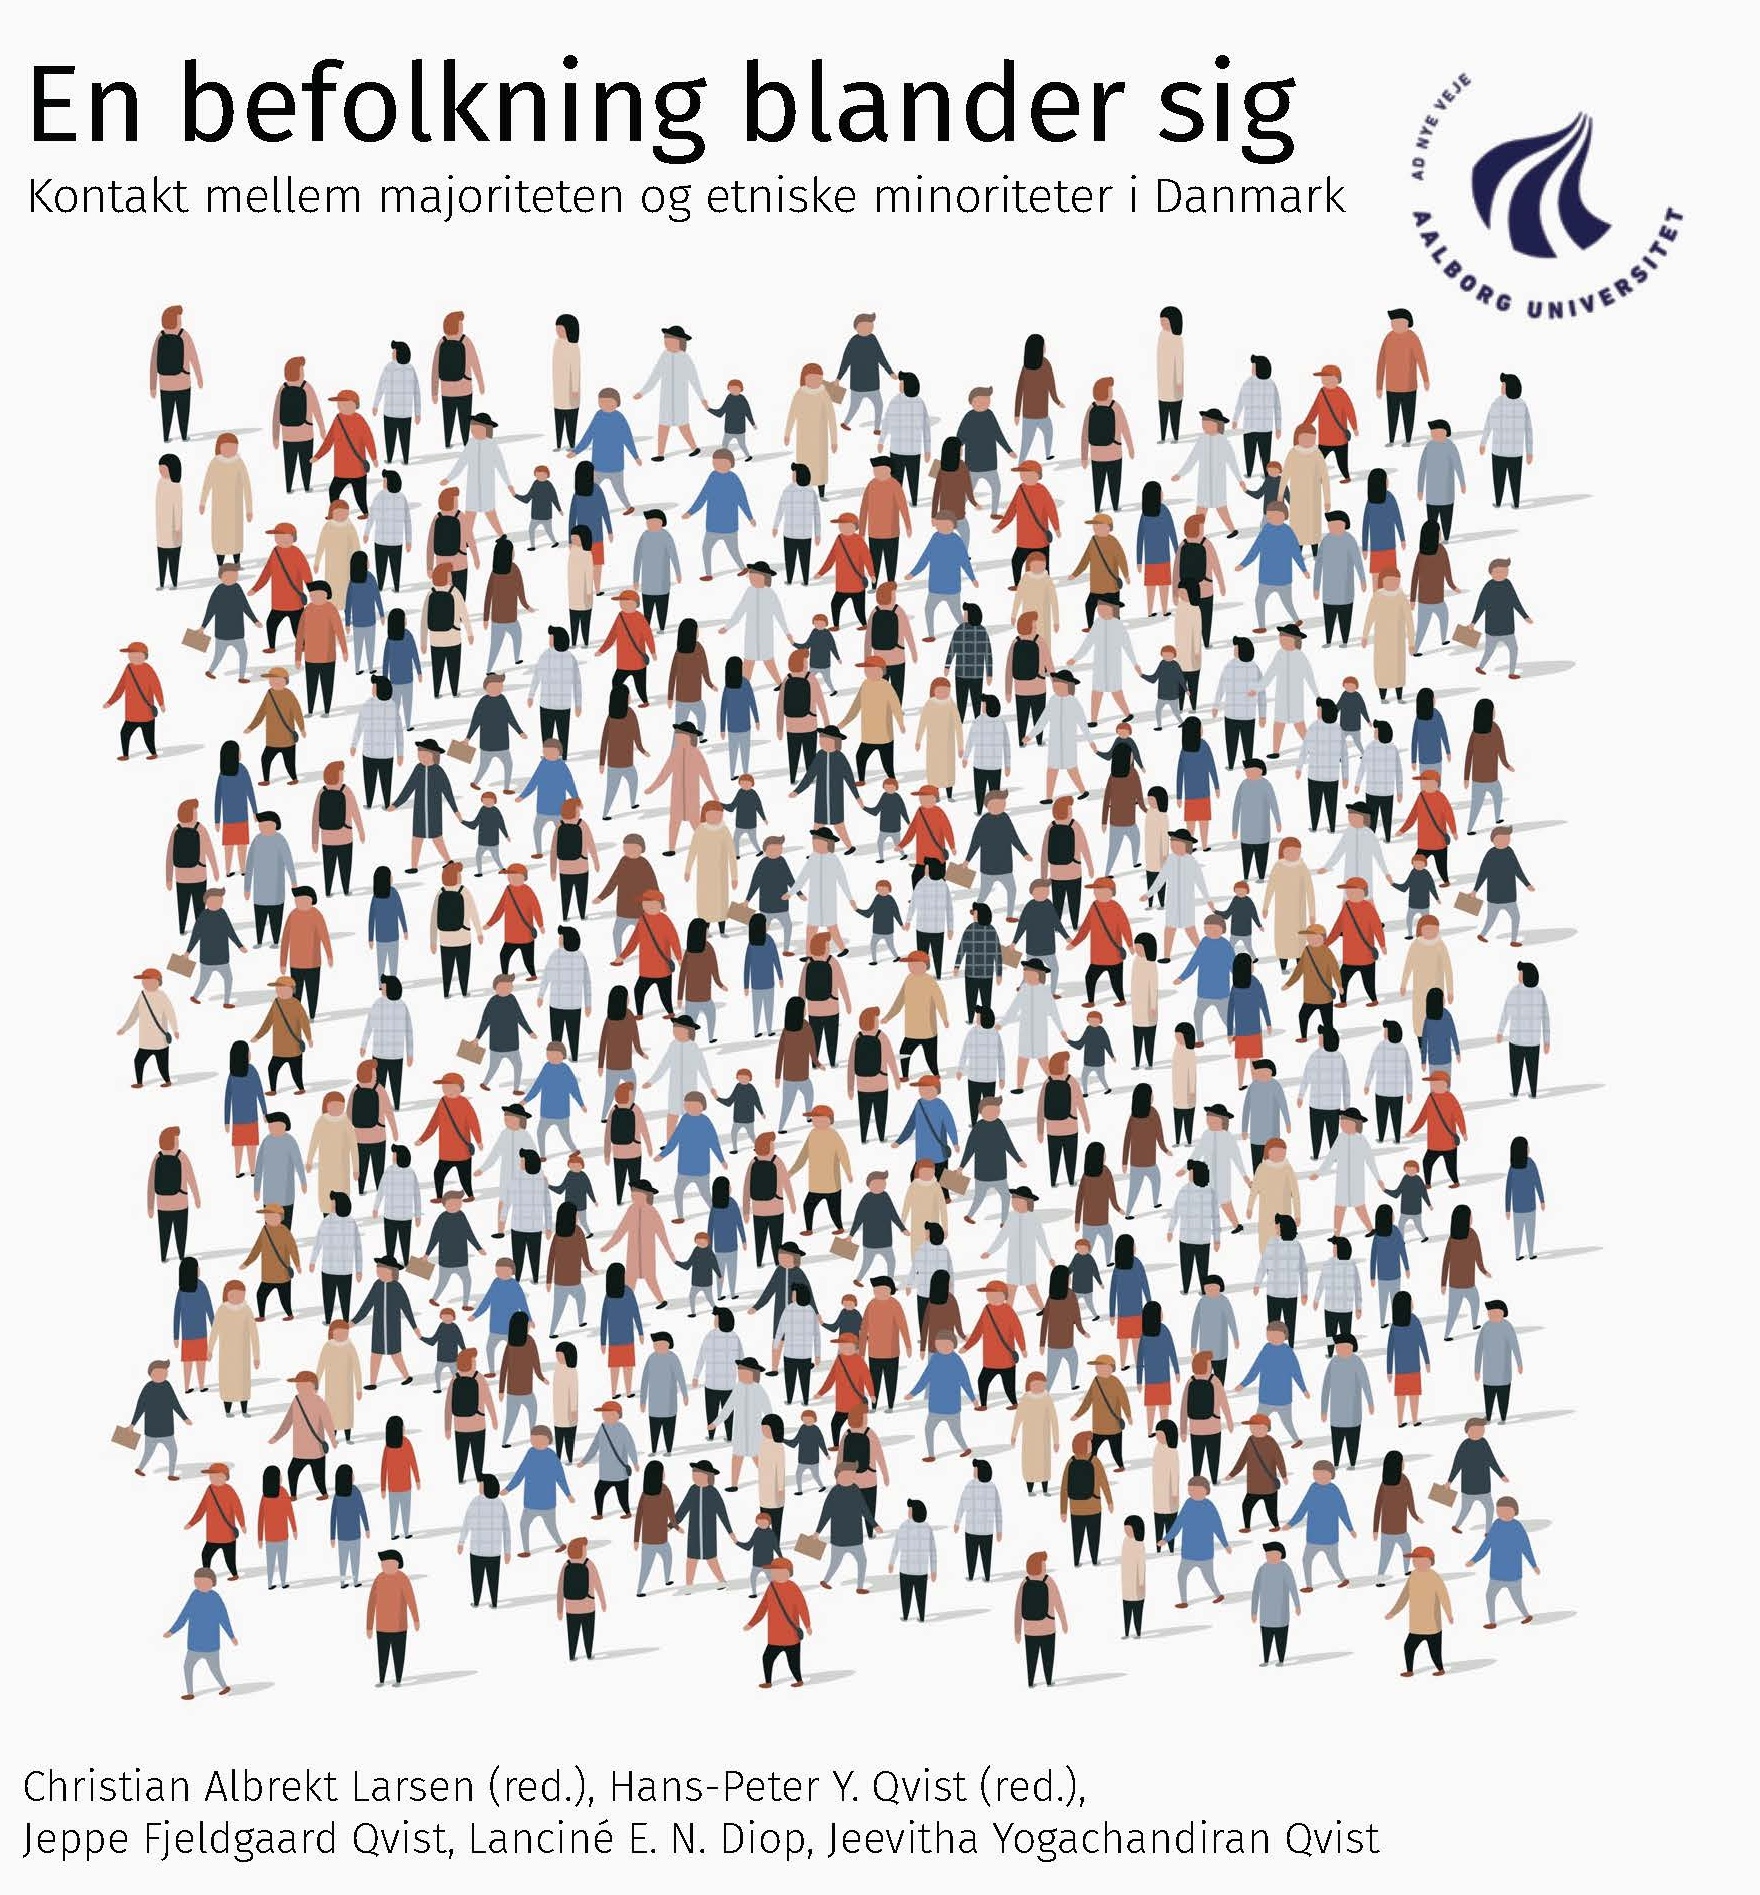 En befolkning blander sig
Kontakt mellem majoriteten og etniske minoriteter i Danmark
AD NYE VEJE
AALBORG UNIVERSITET
Christian Albrekt Larsen (red.), Hans-Peter Y. Qvist (red.),
Jeppe Fjeldgaard Qvist, Lanciné E. N. Diop, Jeevitha Yogachandiran Qvist